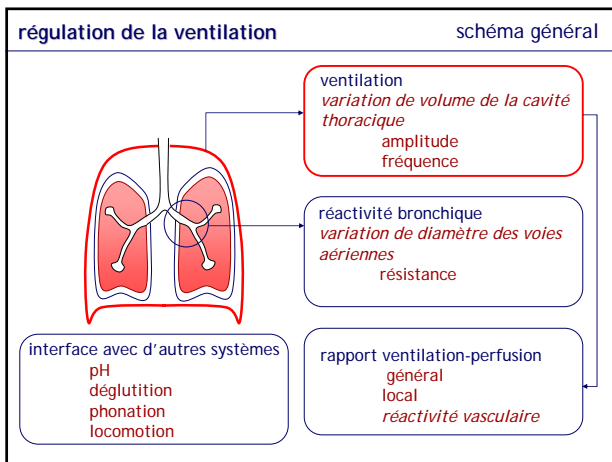 régulation de la ventilation
schéma général
ventilation
variation de volume de la cavité
thoracique
amplitude
fréquence
réactivité bronchique
variation de diamètre des voies
aériennes
résistance
interface avec d'autres systèmes
pH
déglutition
phonation
locomotion
rapport ventilation-perfusion
général
local
réactivité vasculaire